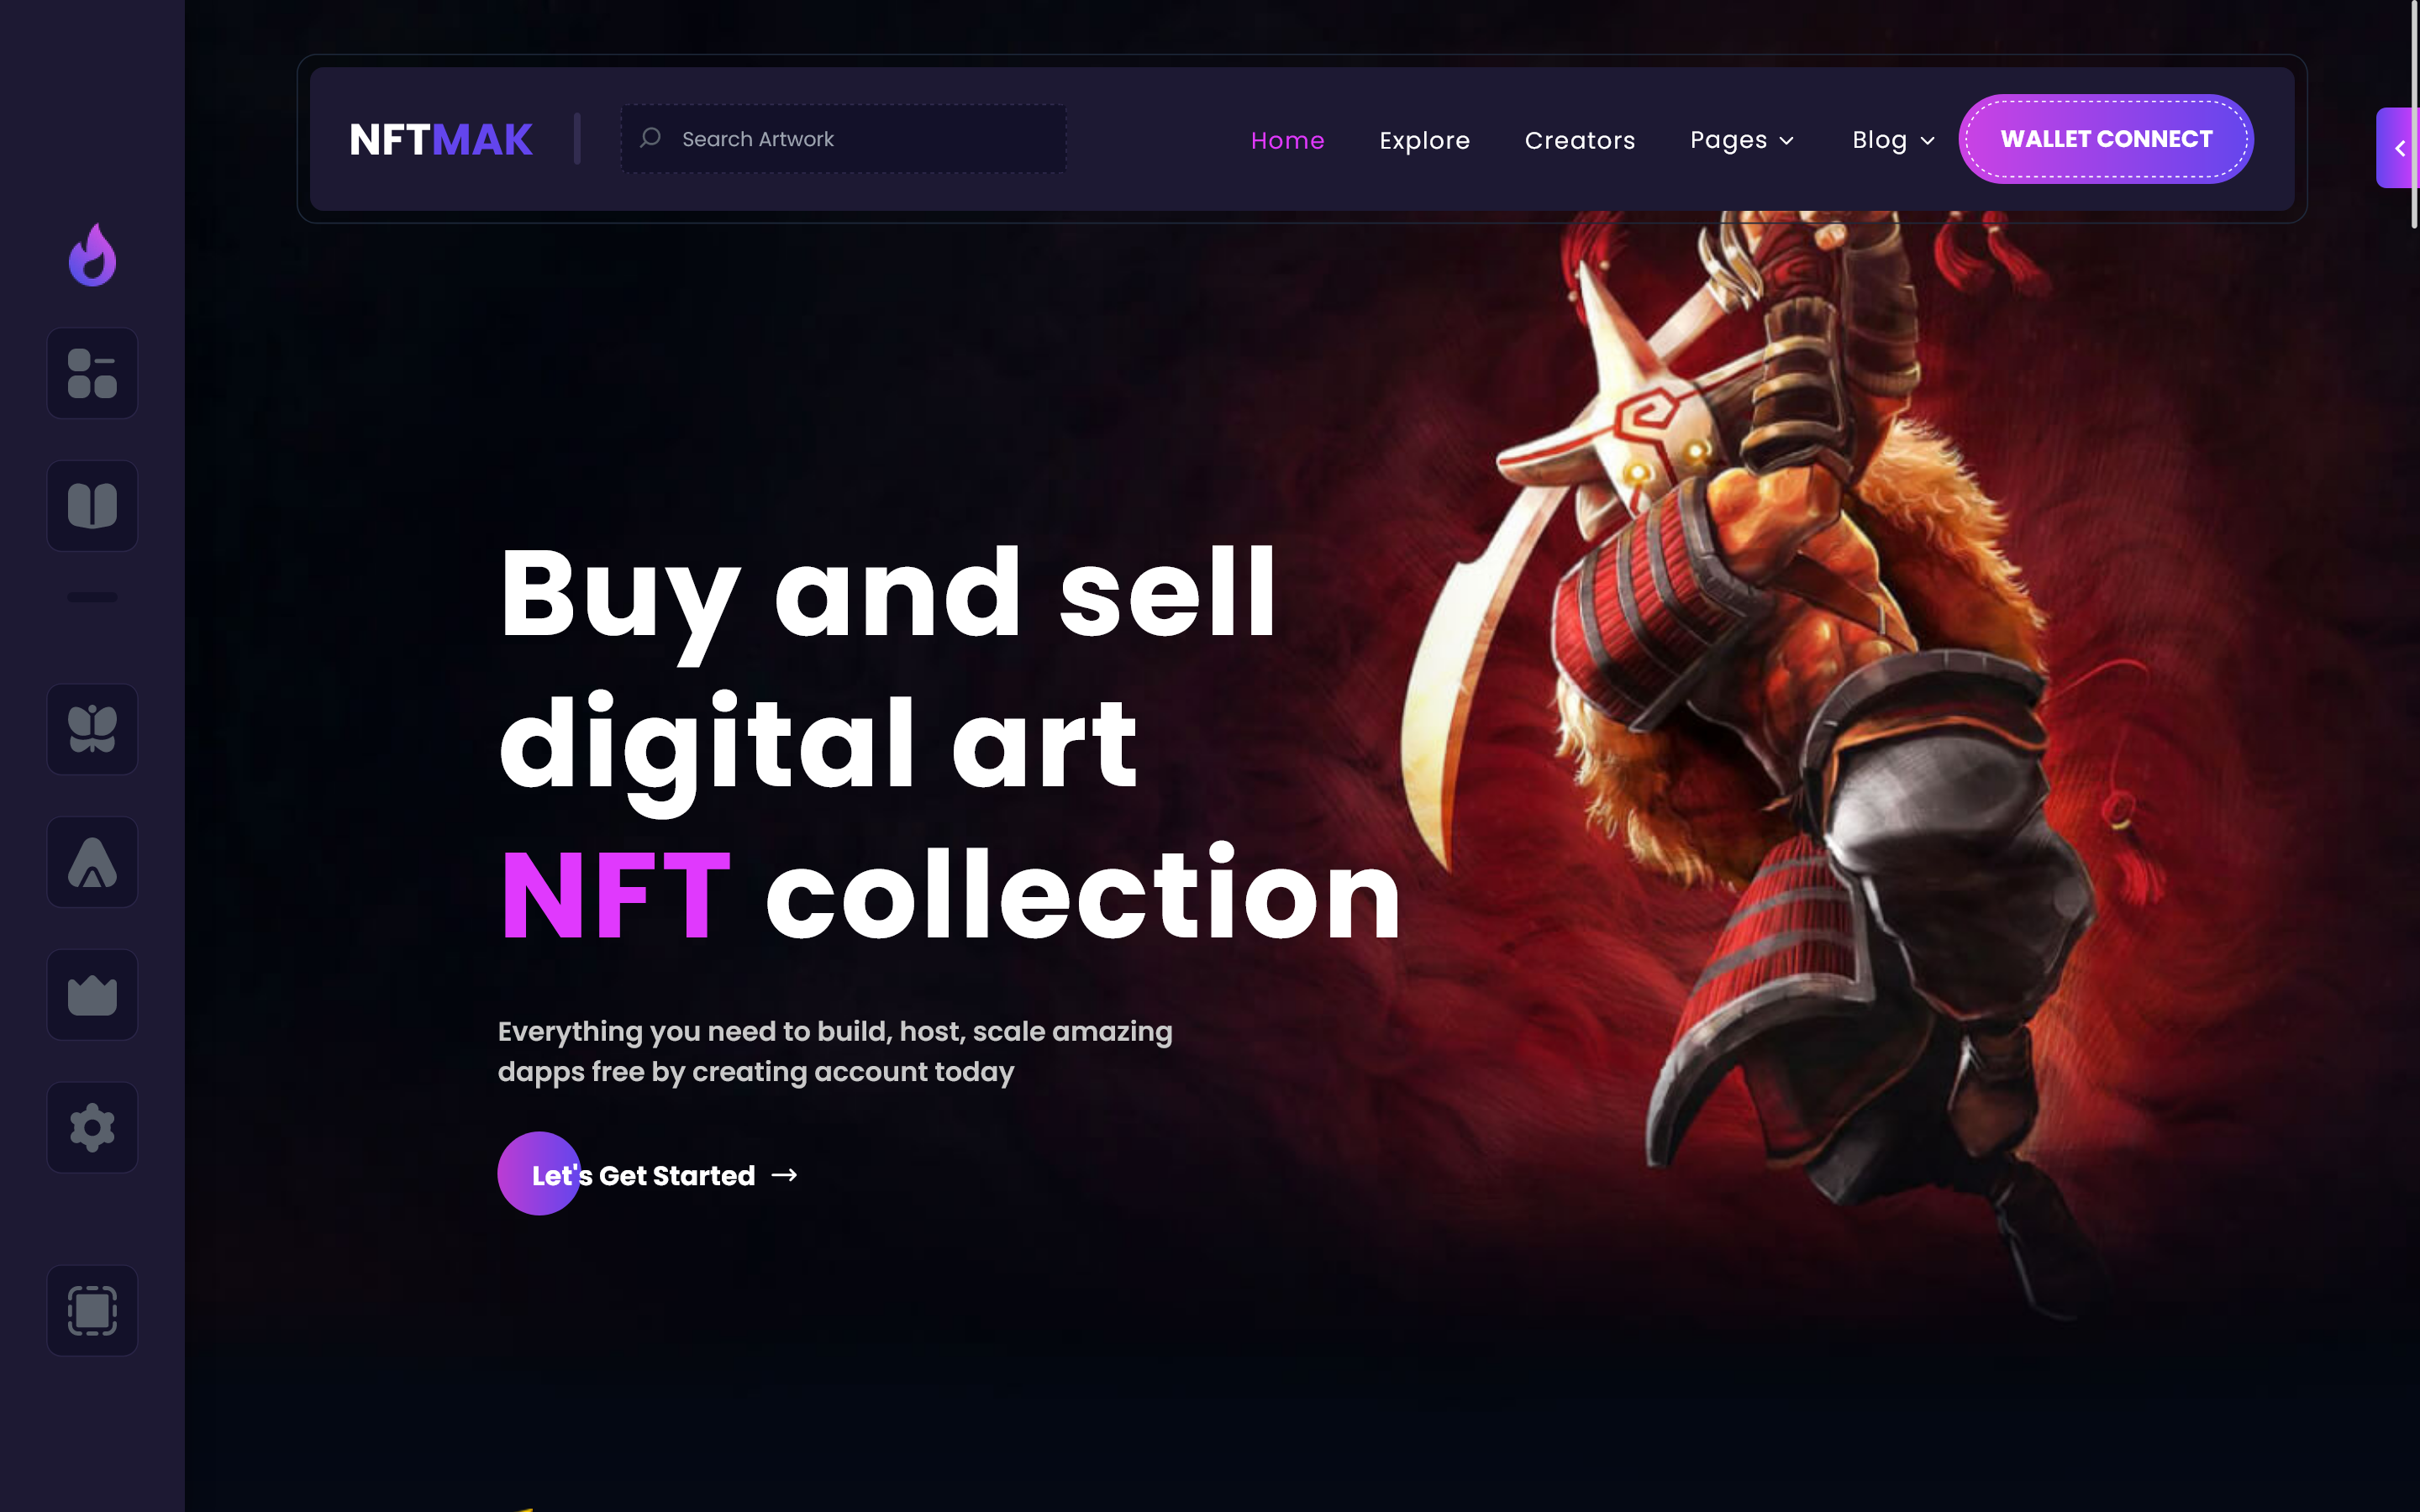 NFTMAK
Search Artwork
Home
Explore
Creators
Pages
Blog
WALLET CONNECT
Buy and sell
digital art
NFT collection
Everything you need to build, host, scale amazing
dapps free by creating account today
Let's Get Started